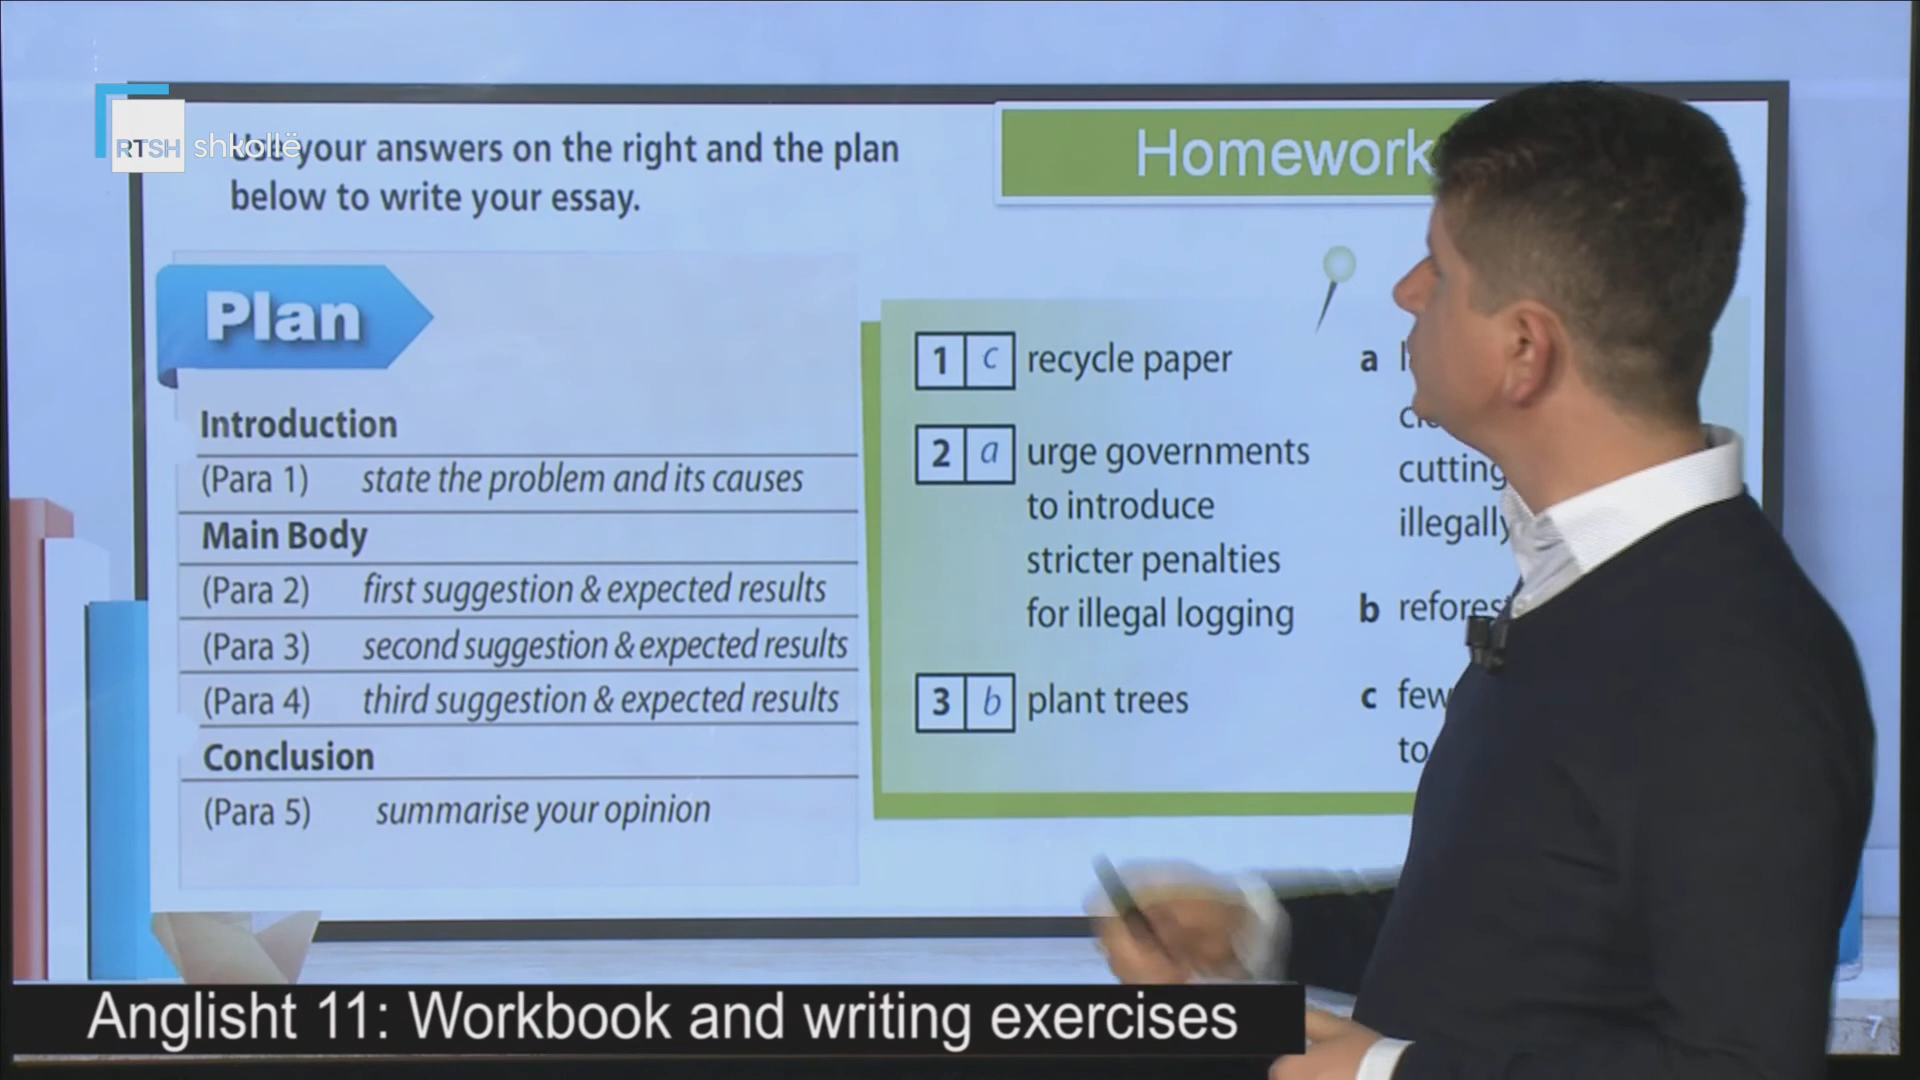 RTSH shkollë
your answers on the right and the plan
below to write your essay.
Homework
Plan
Introduction
(Para 1) state the problem and its causes
Main Body
(Para 2) first suggestion & expected results
(Para 3) second suggestion & expected results
(Para 4) third suggestion & expected results
Conclusion
(Para 5) summarise your opinion
1 c recycle paper
2 a urge governments
to introduce
stricter penalties
for illegal logging
3 b plant trees
a
cutting
illegally
b
c
to
Anglisht 11: Workbook and writing exercises
7